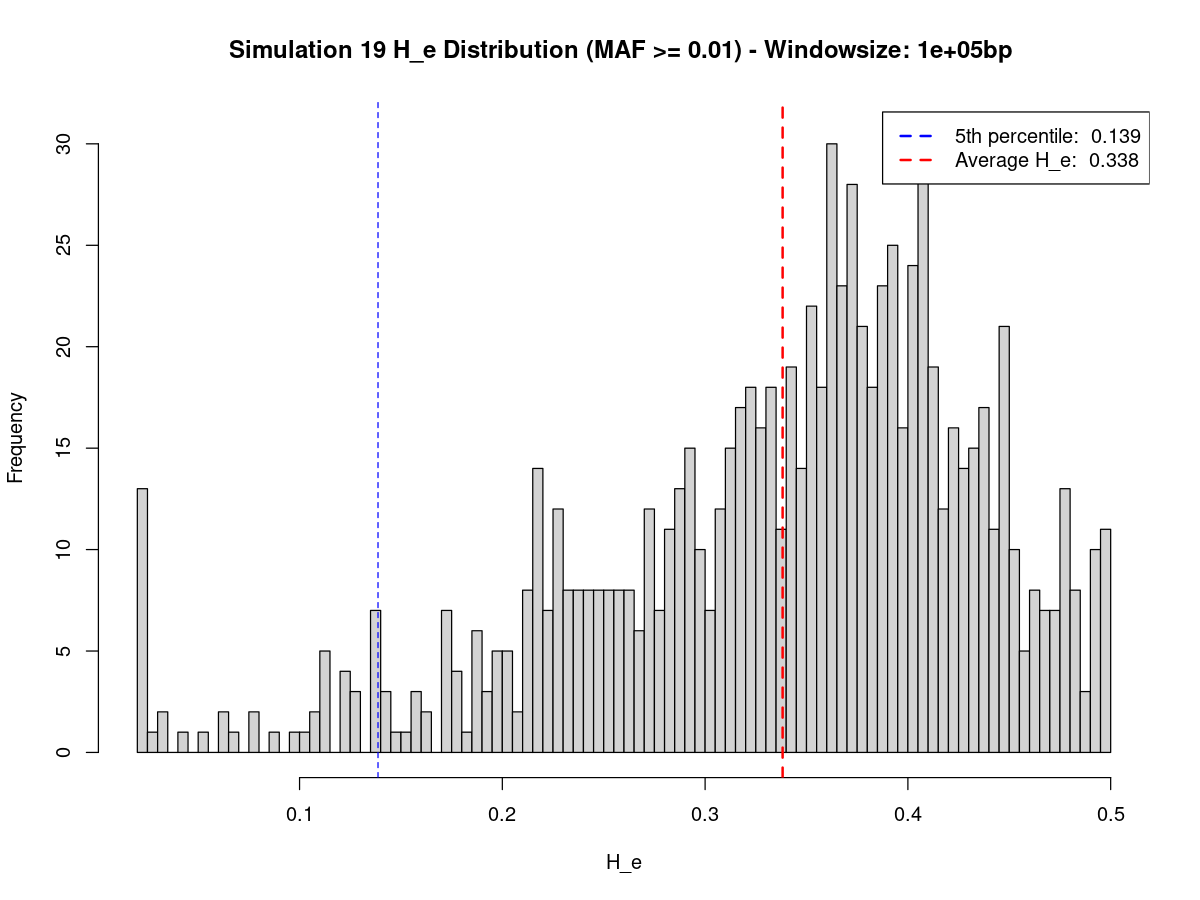 Simulation 19 H_e Distribution (MAF >= 0.01) - Windowsize: 1e+05bp
5th percentile: 0.139
Average H_e: 0.338
Frequency
30
25
20
15
10
5
0
0.1 0.2 0.3 0.4 0.5
H_e